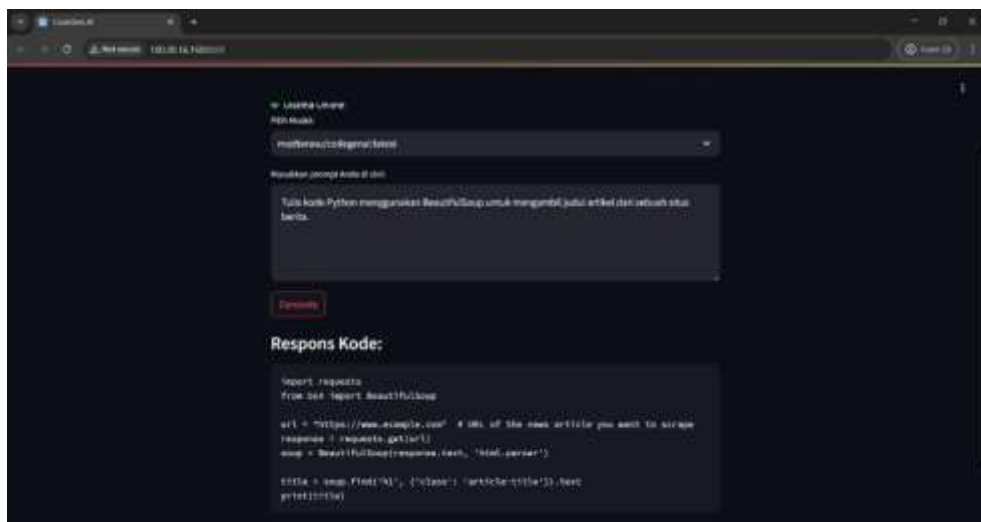 Not secure
Pilih Model:
Masukkan prompt Anda di sini:
Tulis kode Python menggunakan BeautifulSoup untuk mengambil judul artikel dari sebuah situs
berita.
Generate
Respons Kode:
import requests
from bs4 import BeautifulSoup
url = "https://www.example.com"  # URL of the news article you want to scrape
response = requests.get(url)
soup = BeautifulSoup(response.text, 'html.parser')
title = soup.find('h1', {'class': 'article-title'}).text
print(title)